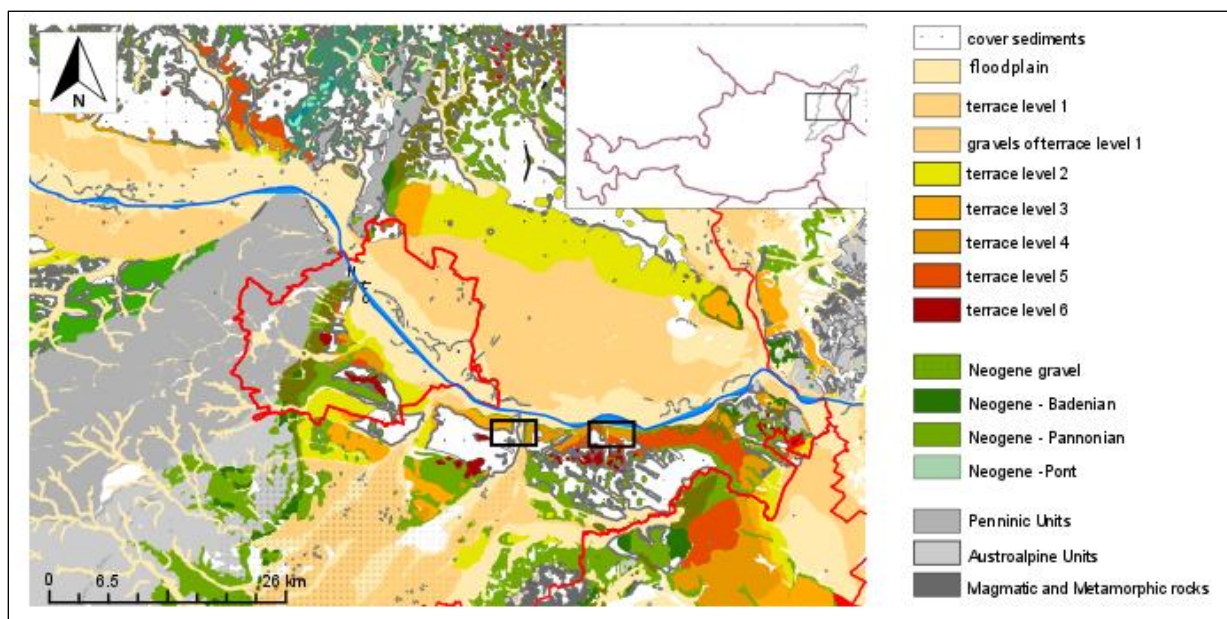 N
0 6.5 26 km
cover sediments
floodplain
terrace level 1
gravels of terrace level 1
terrace level 2
terrace level 3
terrace level 4
terrace level 5
terrace level 6
Neogene gravel
Neogene - Badenian
Neogene - Pannonian
Neogene -Pont
Penninic Units
Austroalpine Units
Magmatic and Metamorphic rocks